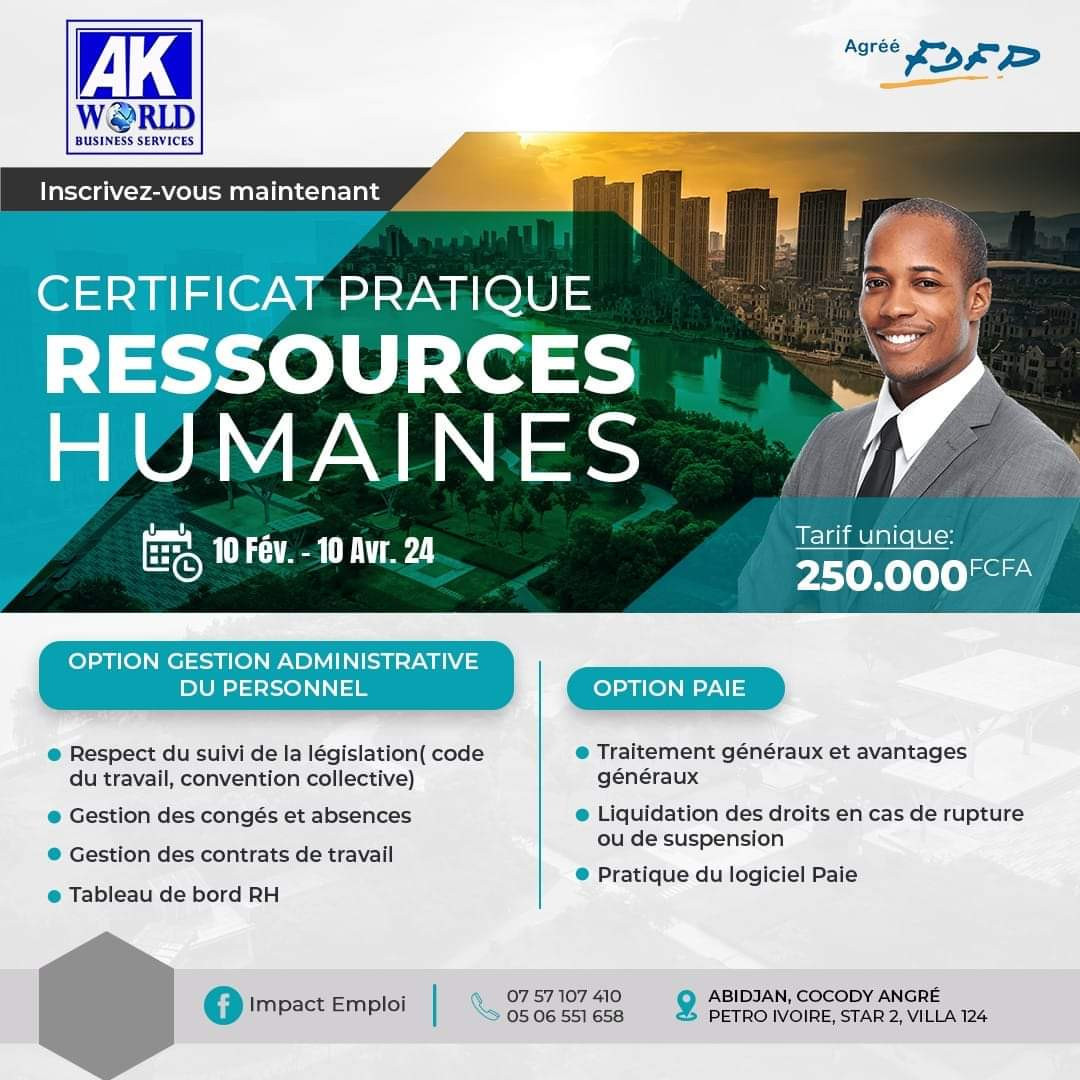 AK
WORLD
BUSINESS SERVICES
Agréé FDFP
Inscrivez-vous maintenant
CERTIFICAT PRATIQUE
RESSOURCES
HUMAINES
10 Fév. - 10 Avr. 24
Tarif unique:
250.000 FCFA
OPTION GESTION ADMINISTRATIVE
DU PERSONNEL
Respect du suivi de la législation( code
du travail, convention collective)
Gestion des congés et absences
Gestion des contrats de travail
Tableau de bord RH
OPTION PAIE
Traitement généraux et avantages
généraux
Liquidation des droits en cas de rupture
ou de suspension
Pratique du logiciel Paie
Impact Emploi
07 57 107 410
05 06 551 658
ABIDJAN, COCODY ANGRÉ
PETRO IVOIRE, STAR 2, VILLA 124